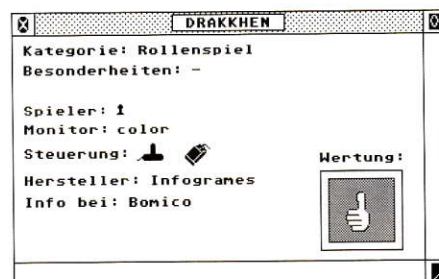 DRAKKHEN
Kategorie: Rollenspiel
Besonderheiten: -
Spieler: 1
Monitor: color
Steuerung:
Wertung:
Hersteller: Infogrames
Info bei: Bomico